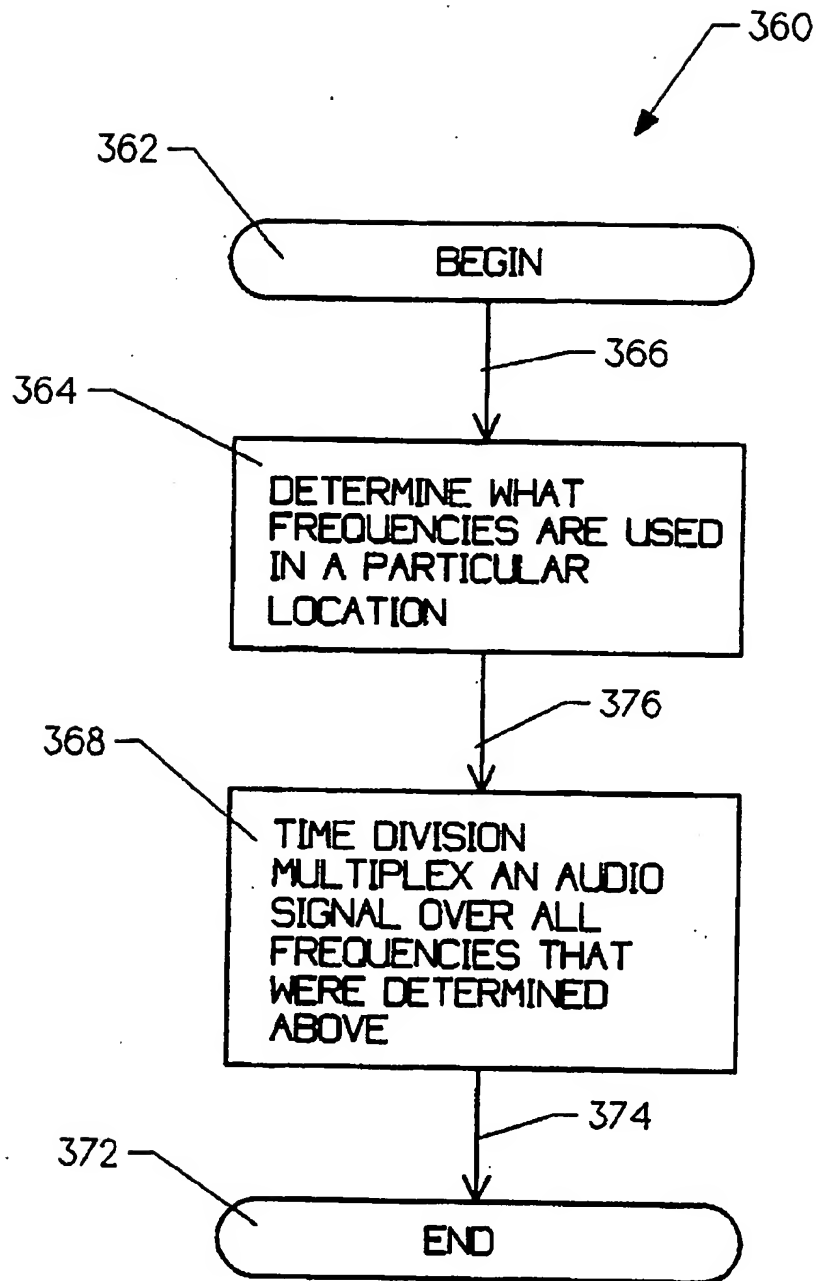 360
362
BEGIN
366
364
DETERMINE WHAT
FREQUENCIES ARE USED
IN A PARTICULAR
LOCATION
376
368
TIME DIVISION
MULTIPLEX AN AUDIO
SIGNAL OVER ALL
FREQUENCIES THAT
WERE DETERMINED
ABOVE
374
372
END